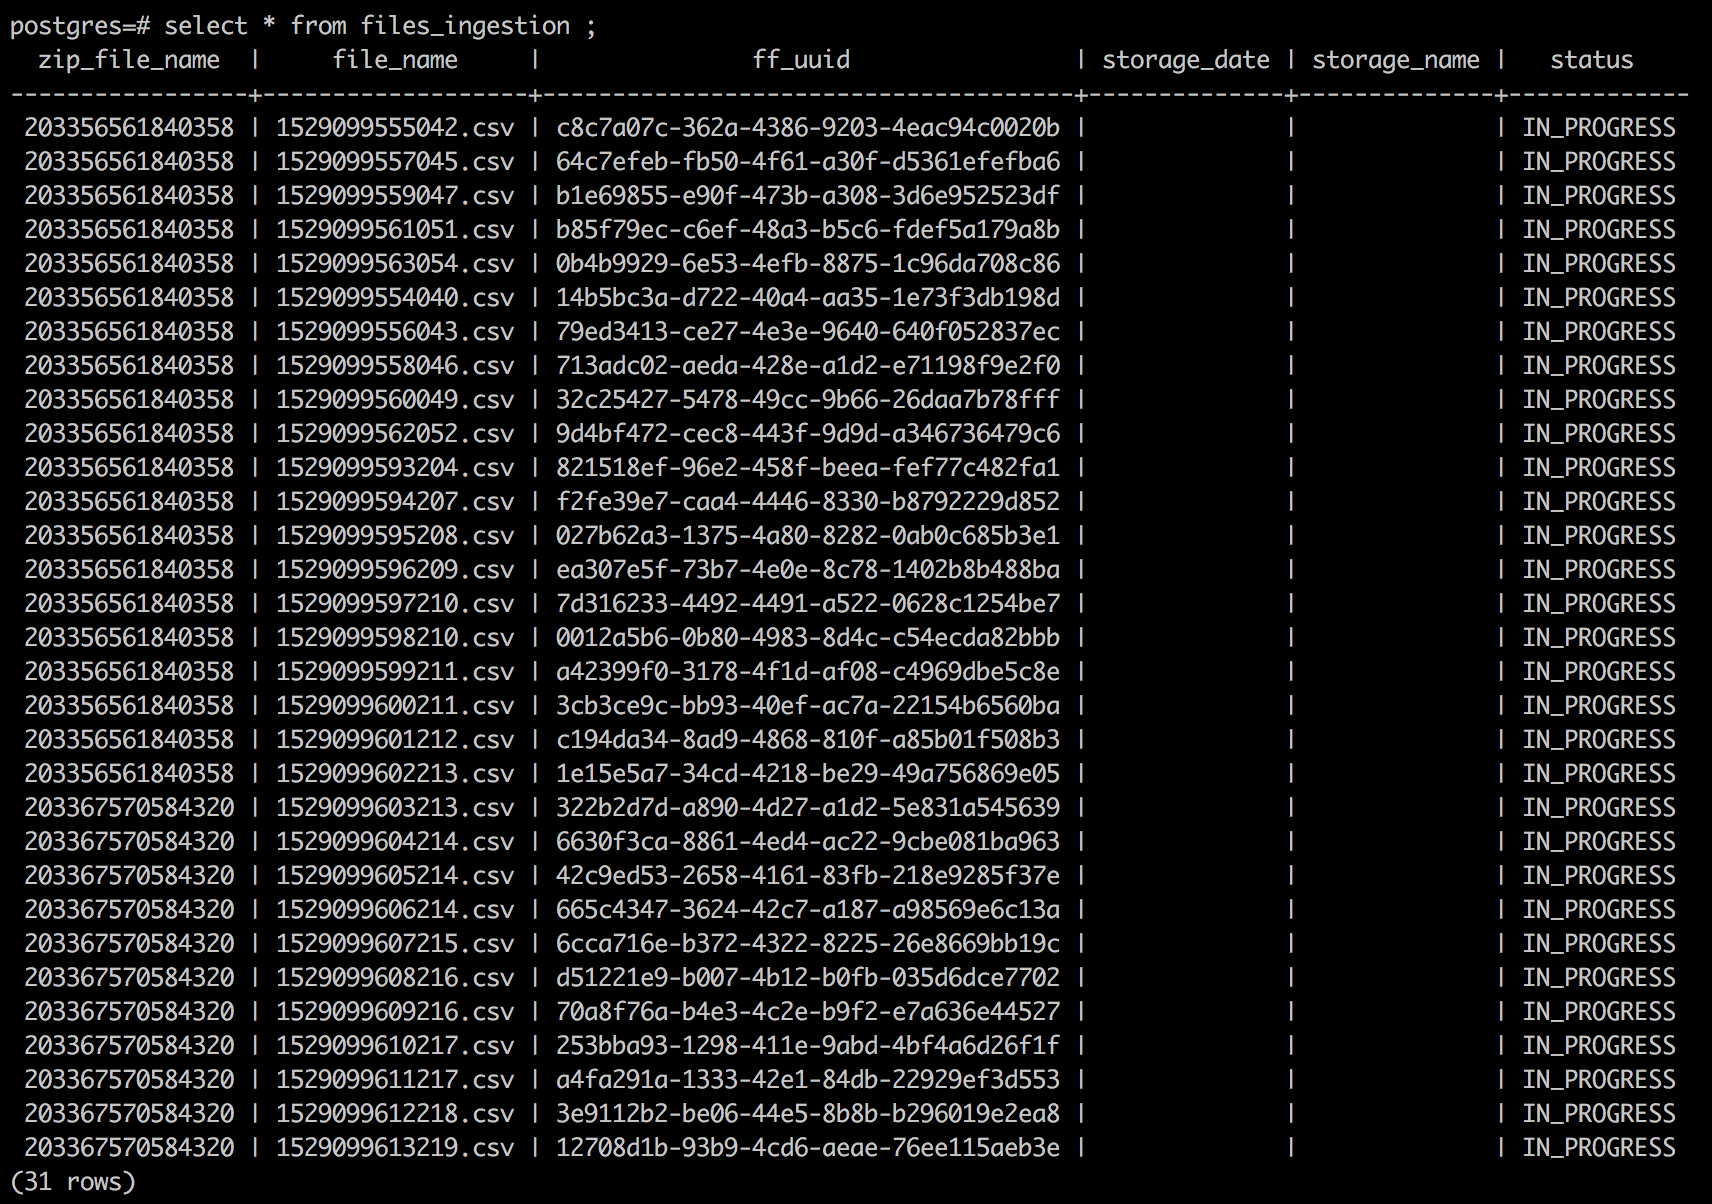 postgres=# select * from files_ingestion ;
  zip_file_name  |     file_name     |               ff_uuid                | storage_date | storage_name |   status
-----------------+-------------------+--------------------------------------+--------------+--------------+-------------
 203356561840358 | 1529099555042.csv | c8c7a07c-362a-4386-9203-4eac94c0020b |              |              | IN_PROGRESS
 203356561840358 | 1529099557045.csv | 64c7efeb-fb50-4f61-a30f-d5361efefba6 |              |              | IN_PROGRESS
 203356561840358 | 1529099559047.csv | b1e69855-e90f-473b-a308-3d6e952523df |              |              | IN_PROGRESS
 203356561840358 | 1529099561051.csv | b85f79ec-c6ef-48a3-b5c6-fdef5a179a8b |              |              | IN_PROGRESS
 203356561840358 | 1529099563054.csv | 0b4b9929-6e53-4efb-8875-1c96da708c86 |              |              | IN_PROGRESS
 203356561840358 | 1529099554040.csv | 14b5bc3a-d722-40a4-aa35-1e73f3db198d |              |              | IN_PROGRESS
 203356561840358 | 1529099556043.csv | 79ed3413-ce27-4e3e-9640-640f052837ec |              |              | IN_PROGRESS
 203356561840358 | 1529099558046.csv | 713adc02-aeda-428e-a1d2-e71198f9e2f0 |              |              | IN_PROGRESS
 203356561840358 | 1529099560049.csv | 32c25427-5478-49cc-9b66-26daa7b78fff |              |              | IN_PROGRESS
 203356561840358 | 1529099562052.csv | 9d4bf472-cec8-443f-9d9d-a346736479c6 |              |              | IN_PROGRESS
 203356561840358 | 1529099593204.csv | 821518ef-96e2-458f-beea-fef77c482fa1 |              |              | IN_PROGRESS
 203356561840358 | 1529099594207.csv | f2fe39e7-caa4-4446-8330-b8792229d852 |              |              | IN_PROGRESS
 203356561840358 | 1529099595208.csv | 027b62a3-1375-4a80-8282-0ab0c685b3e1 |              |              | IN_PROGRESS
 203356561840358 | 1529099596209.csv | ea307e5f-73b7-4e0e-8c78-1402b8b488ba |              |              | IN_PROGRESS
 203356561840358 | 1529099597210.csv | 7d316233-4492-4491-a522-0628c1254be7 |              |              | IN_PROGRESS
 203356561840358 | 1529099598210.csv | 0012a5b6-0b80-4983-8d4c-c54ecda82bbb |              |              | IN_PROGRESS
 203356561840358 | 1529099599211.csv | a42399f0-3178-4f1d-af08-c4969dbe5c8e |              |              | IN_PROGRESS
 203356561840358 | 1529099600211.csv | 3cb3ce9c-bb93-40ef-ac7a-22154b6560ba |              |              | IN_PROGRESS
 203356561840358 | 1529099601212.csv | c194da34-8ad9-4868-810f-a85b01f508b3 |              |              | IN_PROGRESS
 203356561840358 | 1529099602213.csv | 1e15e5a7-34cd-4218-be29-49a756869e05 |              |              | IN_PROGRESS
 203367570584320 | 1529099603213.csv | 322b2d7d-a890-4d27-a1d2-5e831a545639 |              |              | IN_PROGRESS
 203367570584320 | 1529099604214.csv | 6630f3ca-8861-4ed4-ac22-9cbe081ba963 |              |              | IN_PROGRESS
 203367570584320 | 1529099605214.csv | 42c9ed53-2658-4161-83fb-218e9285f37e |              |              | IN_PROGRESS
 203367570584320 | 1529099606214.csv | 665c4347-3624-42c7-a187-a98569e6c13a |              |              | IN_PROGRESS
 203367570584320 | 1529099607215.csv | 6cca716e-b372-4322-8225-26e8669bb19c |              |              | IN_PROGRESS
 203367570584320 | 1529099608216.csv | d51221e9-b007-4b12-b0fb-035d6dce7702 |              |              | IN_PROGRESS
 203367570584320 | 1529099609216.csv | 70a8f76a-b4e3-4c2e-b9f2-e7a636e44527 |              |              | IN_PROGRESS
 203367570584320 | 1529099610217.csv | 253bba93-1298-411e-9abd-4bf4a6d26f1f |              |              | IN_PROGRESS
 203367570584320 | 1529099611217.csv | a4fa291a-1333-42e1-84db-22929ef3d553 |              |              | IN_PROGRESS
 203367570584320 | 1529099612218.csv | 3e9112b2-be06-44e5-8b8b-b296019e2ea8 |              |              | IN_PROGRESS
 203367570584320 | 1529099613219.csv | 12708d1b-93b9-4cd6-aeae-76ee115aeb3e |              |              | IN_PROGRESS
(31 rows)